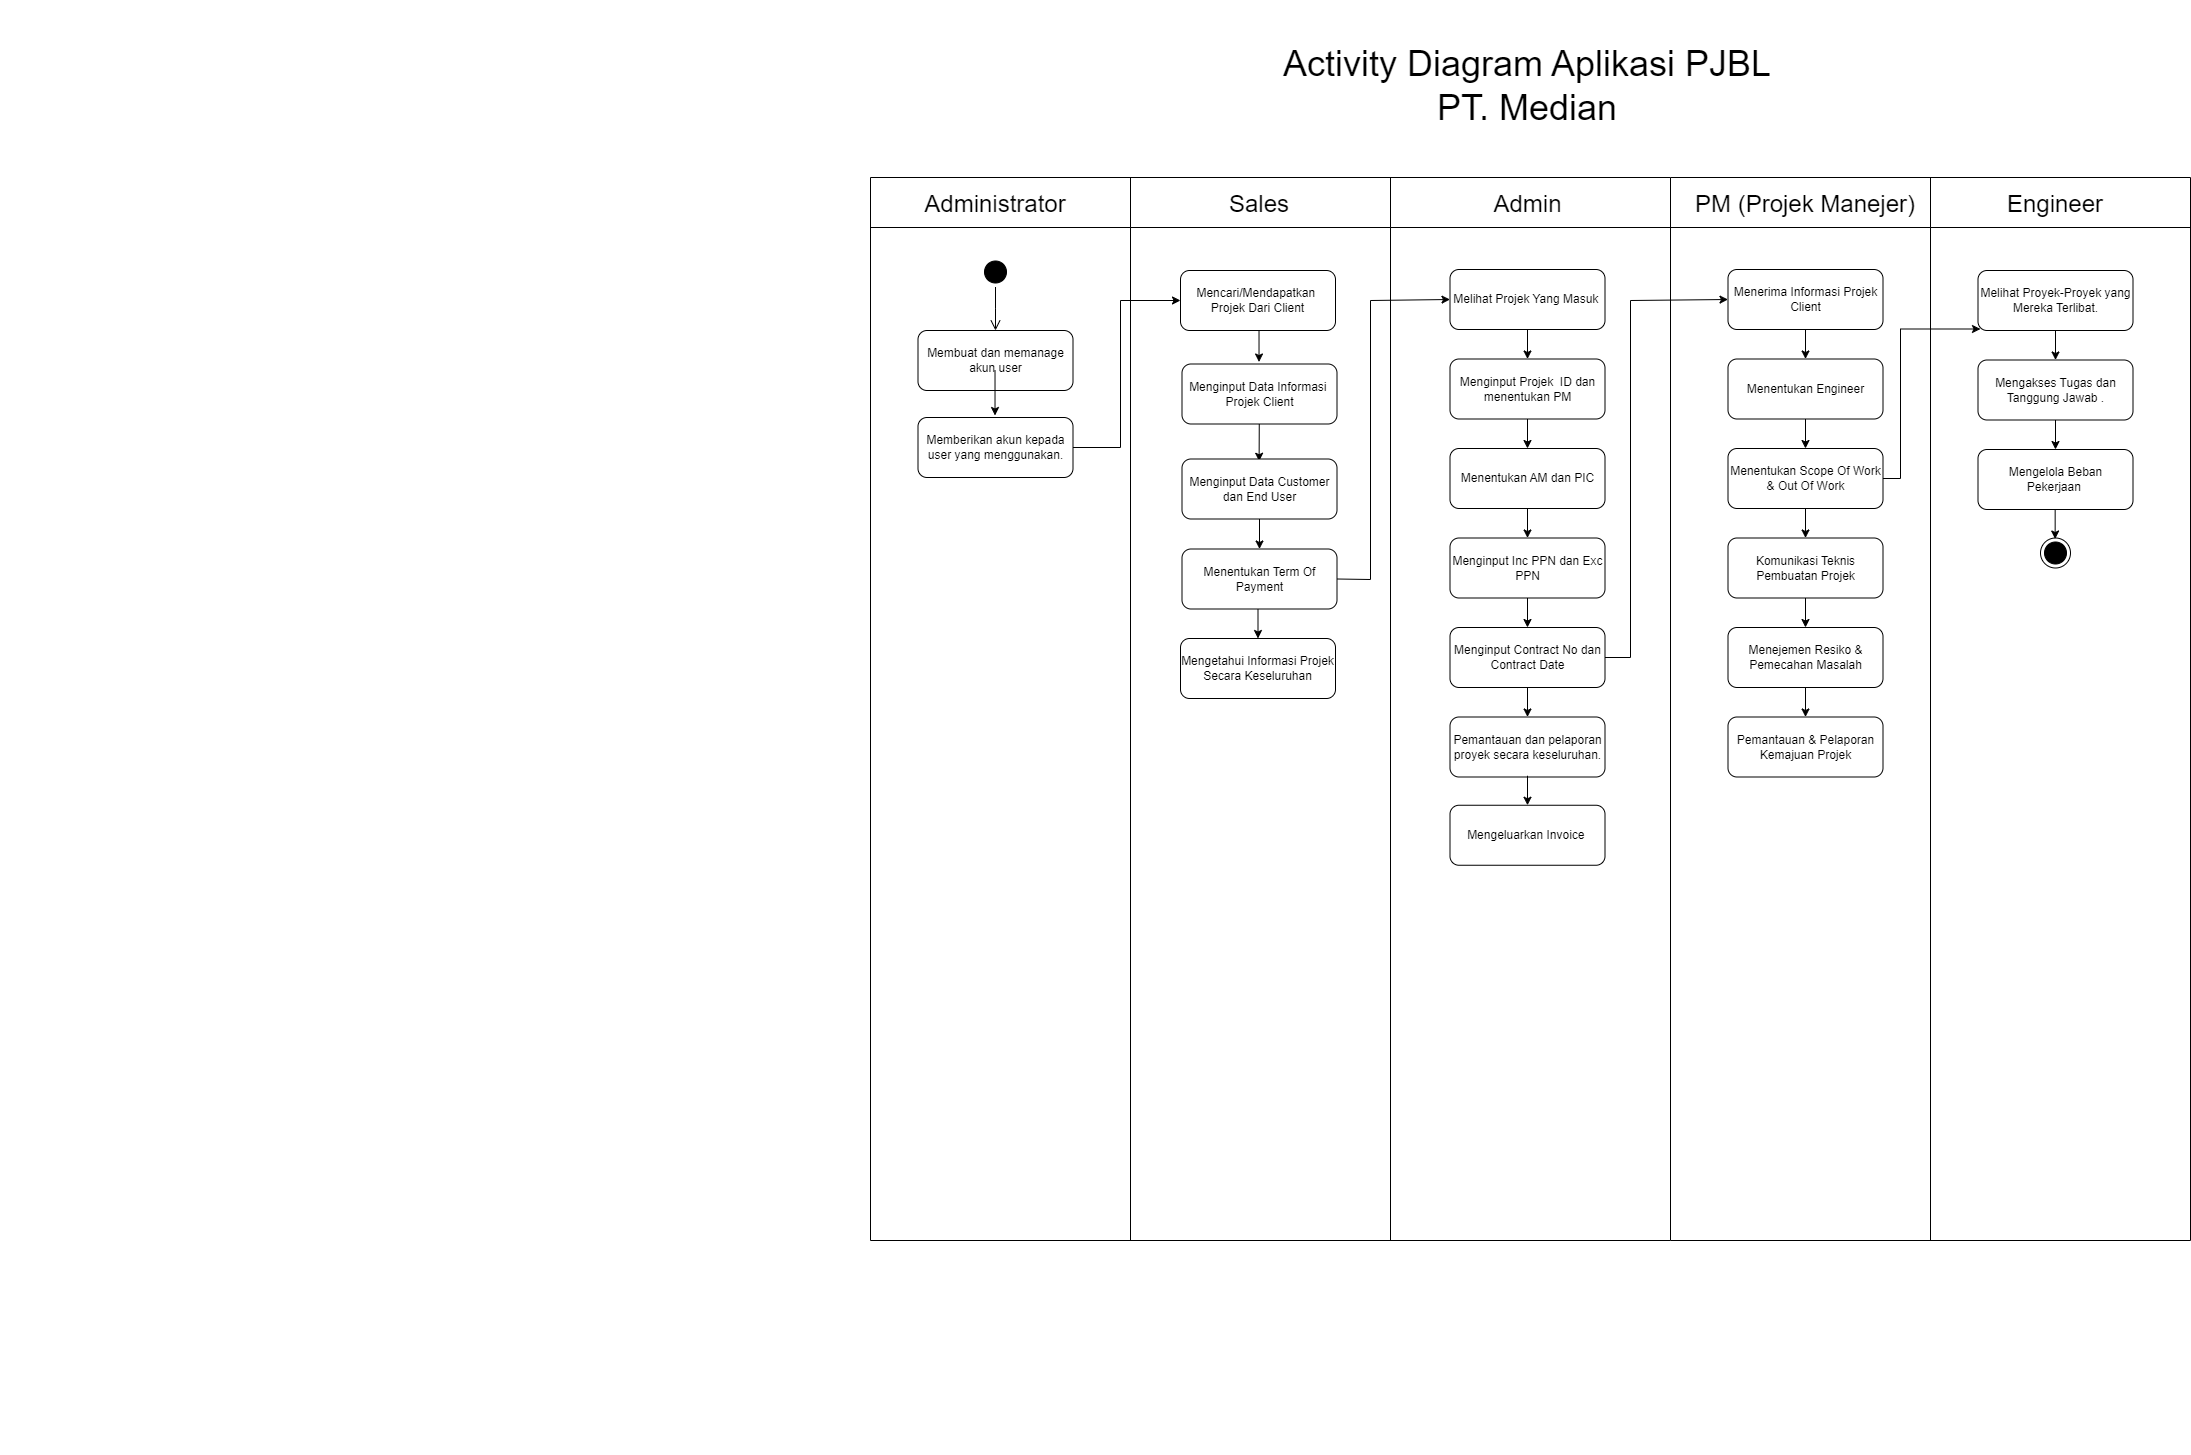 Activity Diagram Aplikasi PJBL
PT. Median
Administrator
Sales
Admin
PM (Projek Manejer)
Engineer
Membuat dan memanage
akun user
Memberikan akun kepada
user yang menggunakan.
Mencari/Mendapatkan
Projek Dari Client
Menginput Data Informasi
Projek Client
Menginput Data Customer
dan End User
Menentukan Term Of
Payment
Mengetahui Informasi Projek
Secara Keseluruhan
Melihat Projek Yang Masuk
Menginput Projek  ID dan
menentukan PM
Menentukan AM dan PIC
Menginput Inc PPN dan Exc
PPN
Menginput Contract No dan
Contract Date
Pemantauan dan pelaporan
proyek secara keseluruhan.
Mengeluarkan Invoice
Menerima Informasi Projek
Client
Menentukan Engineer
Menentukan Scope Of Work
& Out Of Work
Komunikasi Teknis
Pembuatan Projek
Menejemen Resiko &
Pemecahan Masalah
Pemantauan & Pelaporan
Kemajuan Projek
Melihat Proyek-Proyek yang
Mereka Terlibat.
Mengakses Tugas dan
Tanggung Jawab .
Mengelola Beban
Pekerjaan